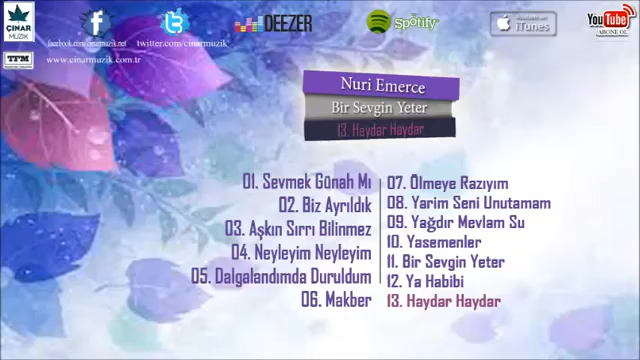 ÇINAR
MÜZİK
TFM
facebook.com/cinarmuzik.net
twitter.com/cinarmuzik
www.cinarmuzik.com.tr
DEEZER
Spotify
Available on
iTunes
YouTube
ABONE OL
Nuri Emerce
Bir Sevgin Yeter
13. Haydar Haydar
01. Sevmek Günah Mı
02. Biz Ayrıldık
03. Aşkın Sırrı Bilinmez
04. Neyleyim Neyleyim
05. Dalgalandımda Duruldum
06. Makber
07. Ölmeye Razıyım
08. Yarim Seni Unutamam
09. Yağdır Mevlam Su
10. Yasemenler
11. Bir Sevgin Yeter
12. Ya Habibi
13. Haydar Haydar